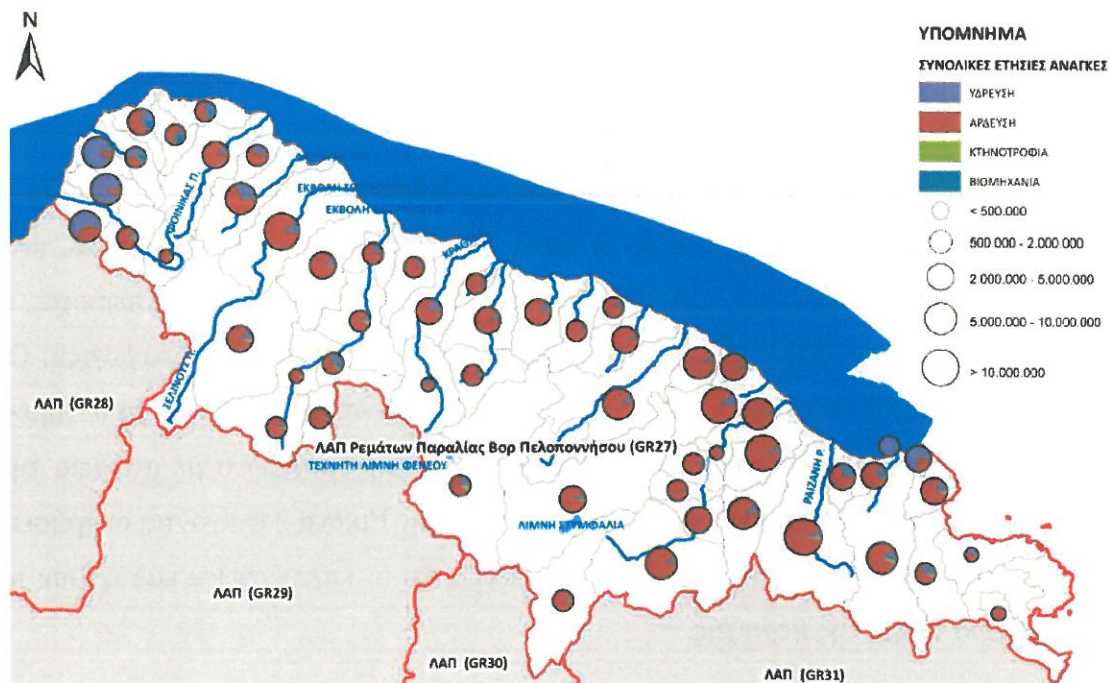 N
ΥΠΟΜΝΗΜΑ
ΣΥΝΟΛΙΚΕΣ ΕΤΗΣΙΕΣ ΑΝΑΓΚΕΣ
ΥΔΡΕΥΣΗ
ΑΡΔΕΥΣΗ
ΚΤΗΝΟΤΡΟΦΙΑ
ΒΙΟΜΗΧΑΝΙΑ
< 500.000
500.000 - 2.000.000
2.000.000 - 5.000.000
5.000.000 - 10.000.000
> 10.000.000
ΦΟΙΝΙΚΑΣ Π.
ΕΚΒΟΛΗ
ΕΚΒΟΛΗ
ΣΕΛΙΝΟΥΣ Π.
ΛΑΠ (GR28)
ΛΑΠ Ρεμάτων Παραλίας Βορ Πελοποννήσου (GR27)
ΤΕΧΝΗΤΗ ΛΙΜΝΗ ΦΕΝΕΟΥ
ΡΑΙΖΑΝΗ Ρ.
ΛΙΜΝΗ ΣΤΥΜΦΑΛΙΑ
ΛΑΠ (GR29)
ΛΑΠ (GR30)
ΛΑΠ (GR31)